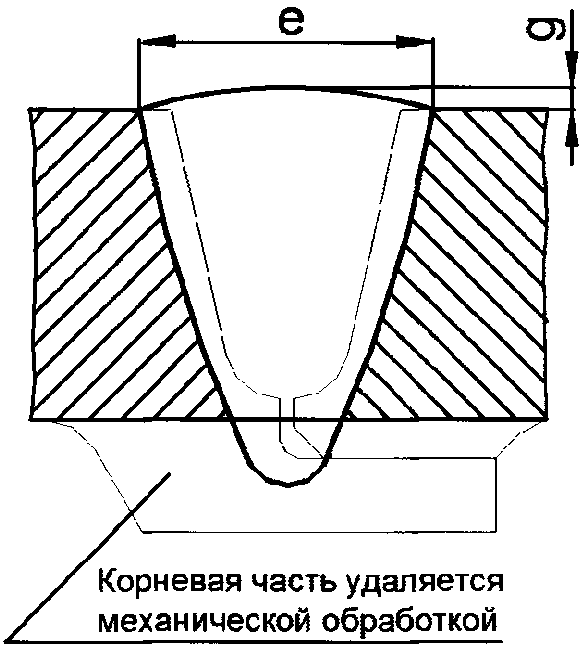 e
g
Корневая часть удаляется
механической обработкой